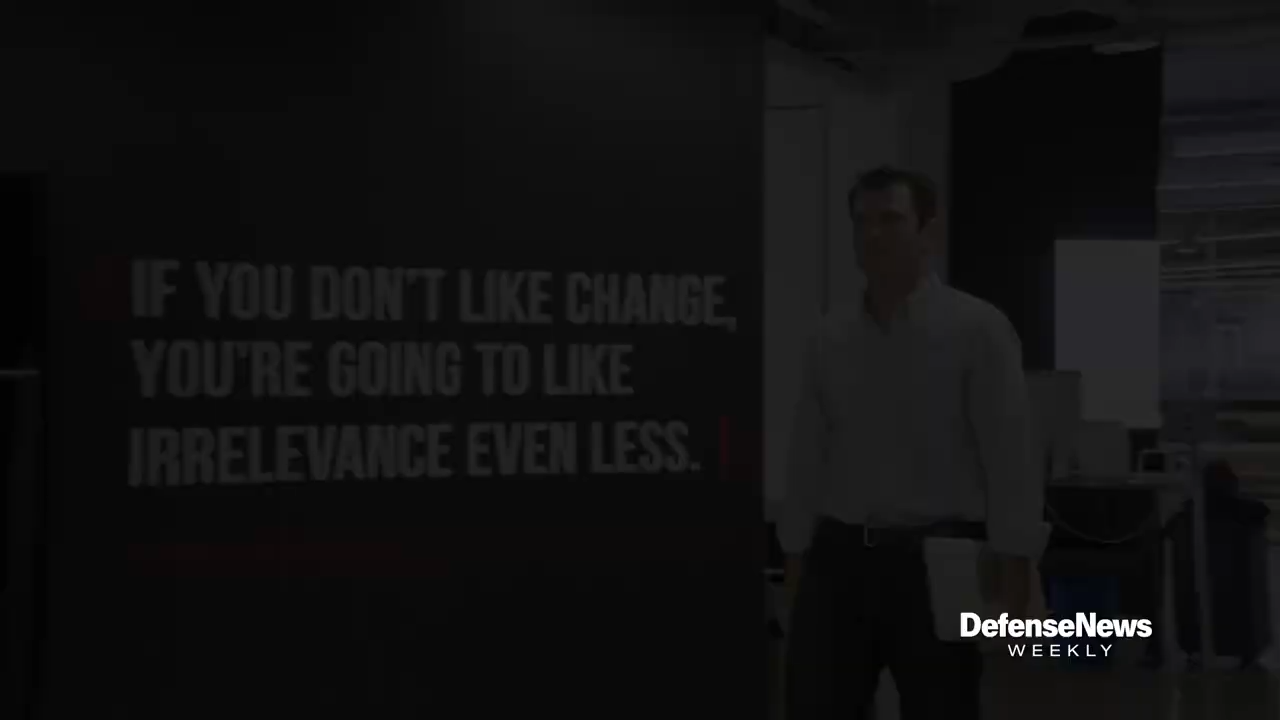 IF YOU DON'T LIKE CHANGE,
YOU'RE GOING TO LIKE
IRRELEVANCE EVEN LESS.
DefenseNews
WEEKLY